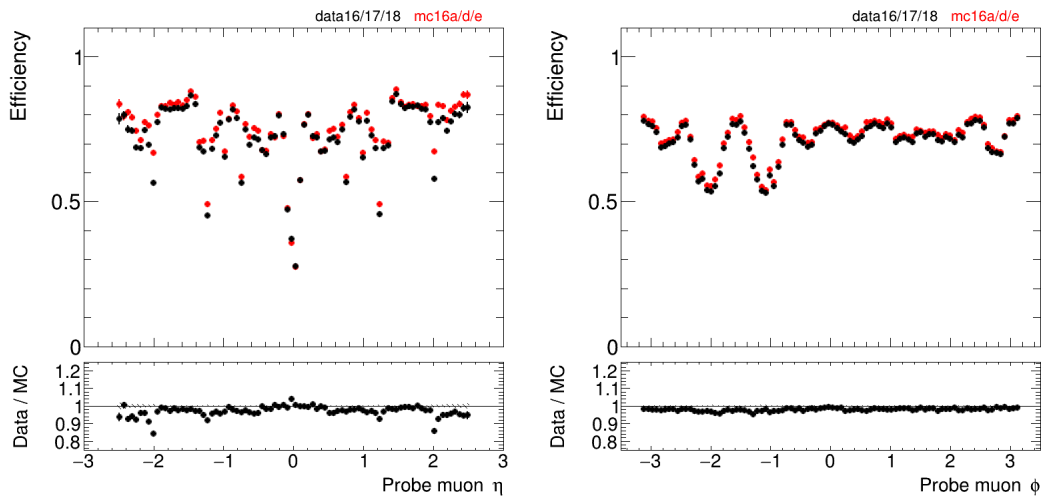 data16/17/18 mc16a/d/e
Efficiency
1
0.5
0
Data / MC
1.2
1.1
1
0.9
0.8
−3 −2 −1 0 1 2 3
Probe muon η
data16/17/18 mc16a/d/e
Efficiency
1
0.5
0
Data / MC
1.2
1.1
1
0.9
0.8
−3 −2 −1 0 1 2 3
Probe muon ϕ